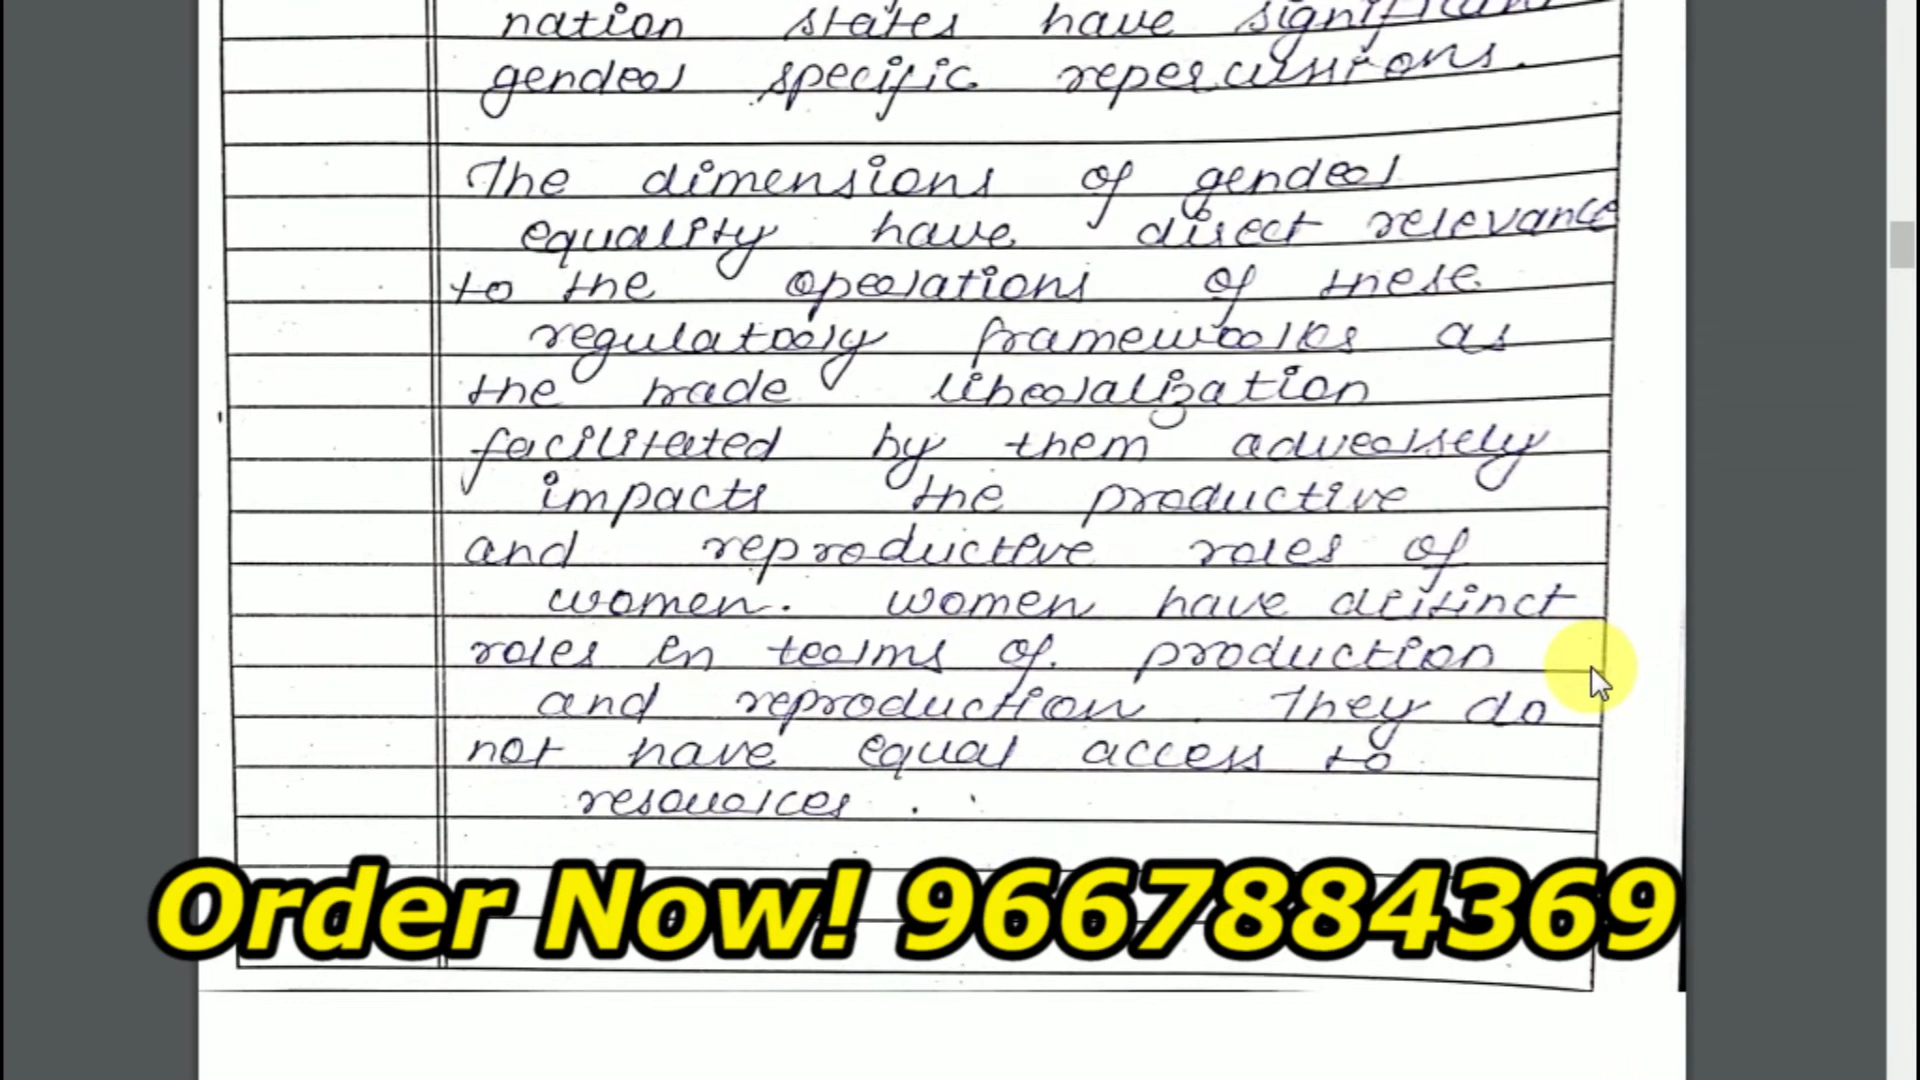 nation states have significant
gender specific repercussions.
The dimensions of gender
equality have direct relevance
to the operations of these
regulatory frameworks as
the trade liberalization
facilitated by them adversely
impacts the productive
and reproductive roles of
women. women have distinct
roles in terms of production
and reproduction They do
not have equal access to
resources .
Order Now! 9667884369